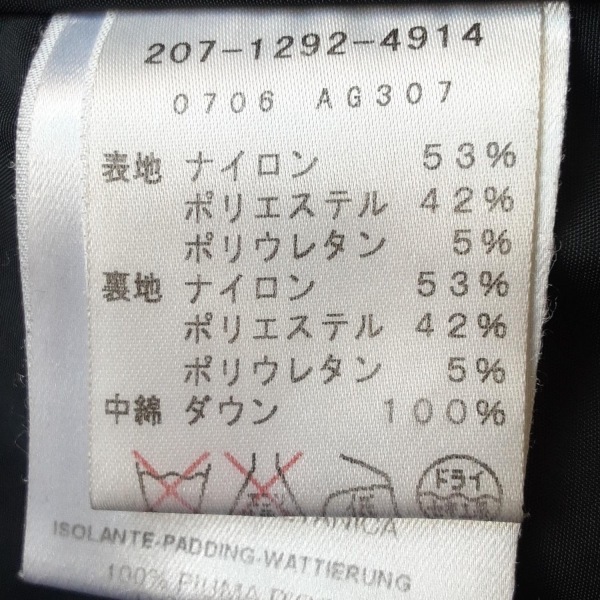 207-1292-4914
0706 AG307
表地 ナイロン 53%
ポリエステル 42%
ポリウレタン 5%
裏地 ナイロン 53%
ポリエステル 42%
ポリウレタン 5%
中綿 ダウン 100%
ドライ
ISOLANTE-PADDING-WATTIERUNG
100% PIUMA